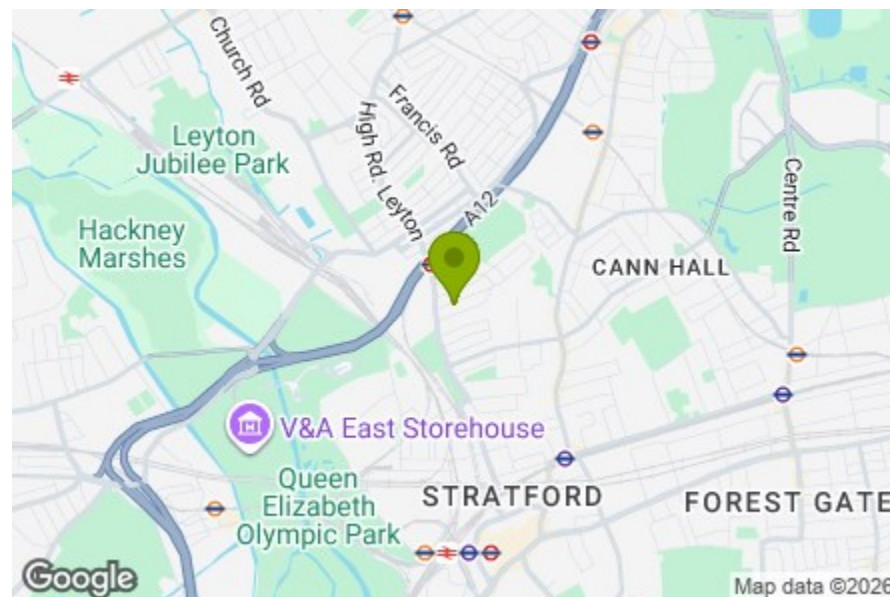 Church Rd
Leyton
Jubilee Park
High Rd. Leyton
Francis Rd
A12
Centre Rd
Hackney
Marshes
CANN HALL
V&A East Storehouse
Queen
Elizabeth
Olympic Park
STRATFORD
FOREST GATE
Google
Map data ©2026